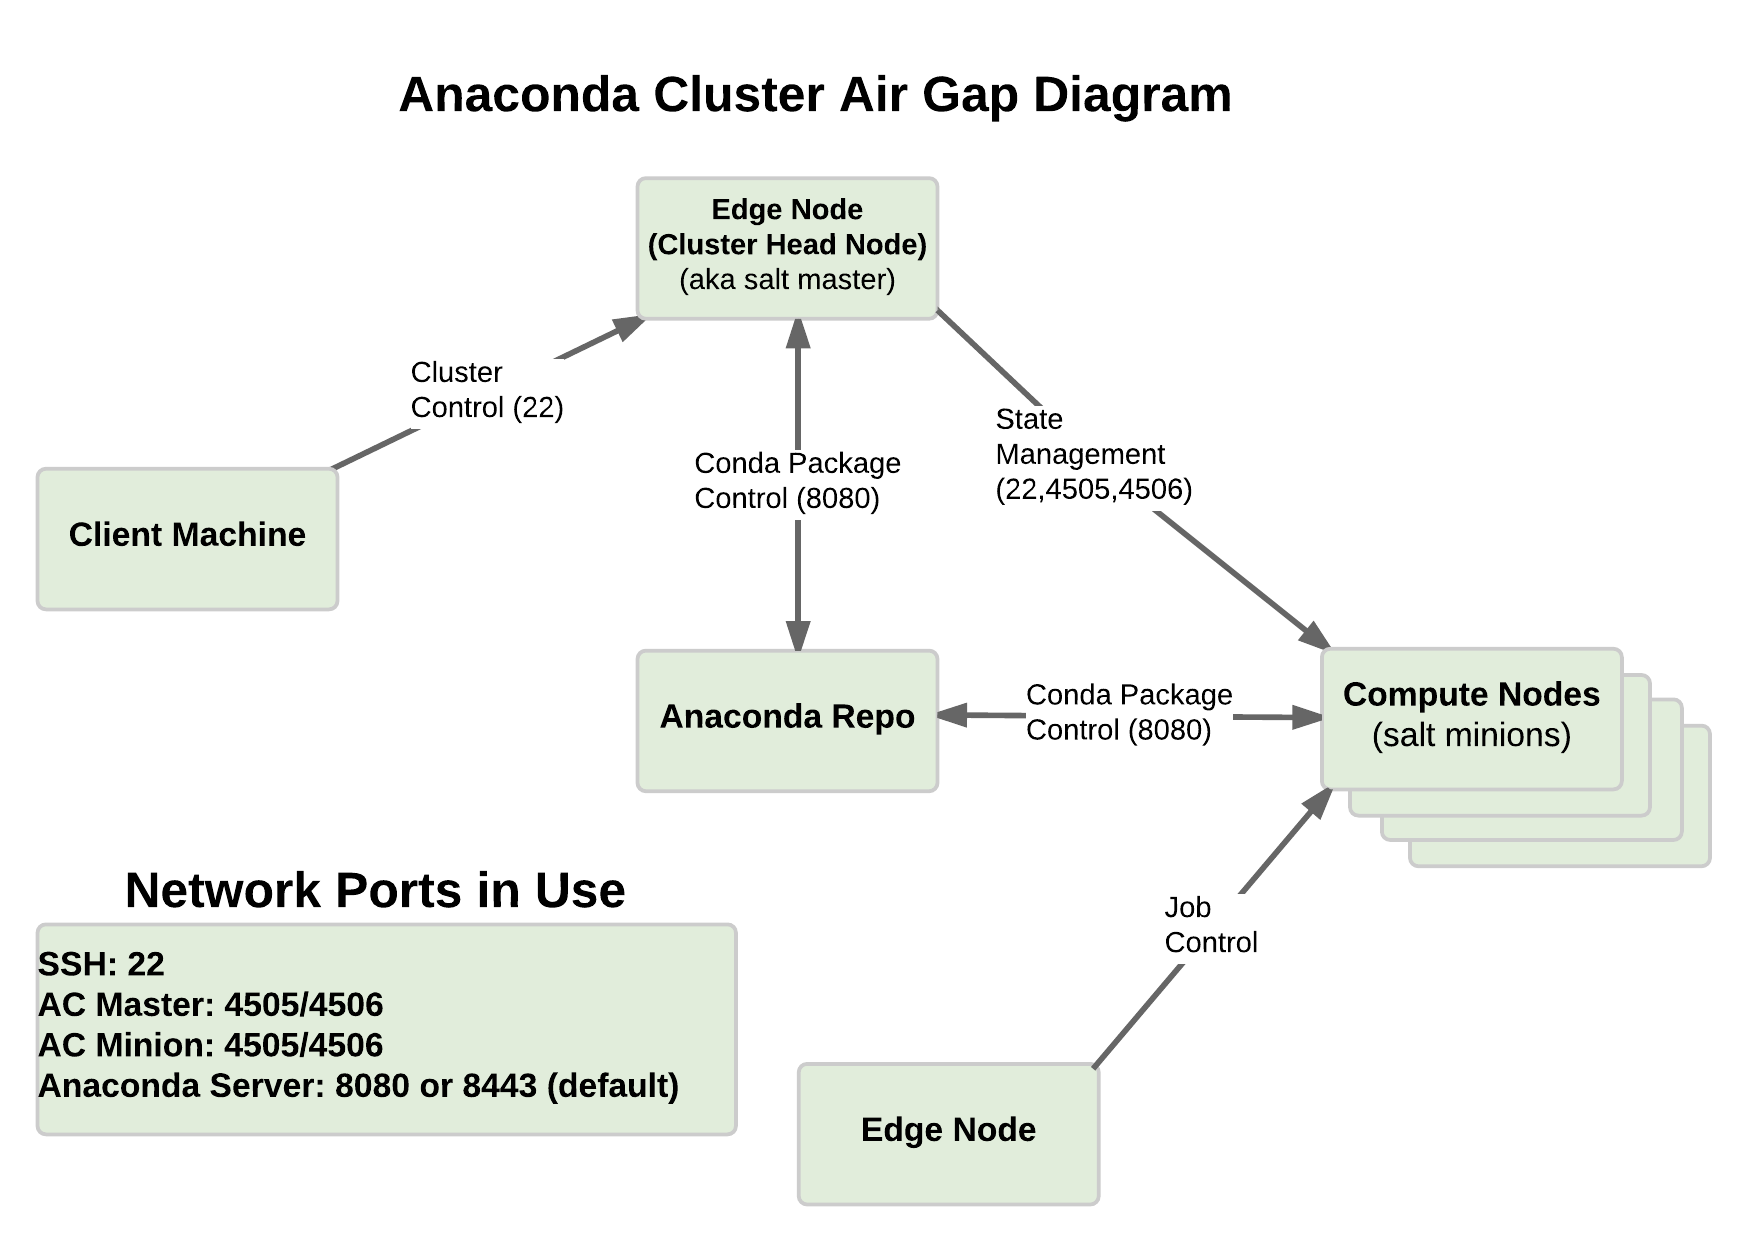 Anaconda Cluster Air Gap Diagram
Edge Node
(Cluster Head Node)
(aka salt master)
Cluster
Control (22)
State
Management
(22,4505,4506)
Conda Package
Control (8080)
Client Machine
Anaconda Repo
Conda Package
Control (8080)
Compute Nodes
(salt minions)
Job
Control
Network Ports in Use
SSH: 22
AC Master: 4505/4506
AC Minion: 4505/4506
Anaconda Server: 8080 or 8443 (default)
Edge Node